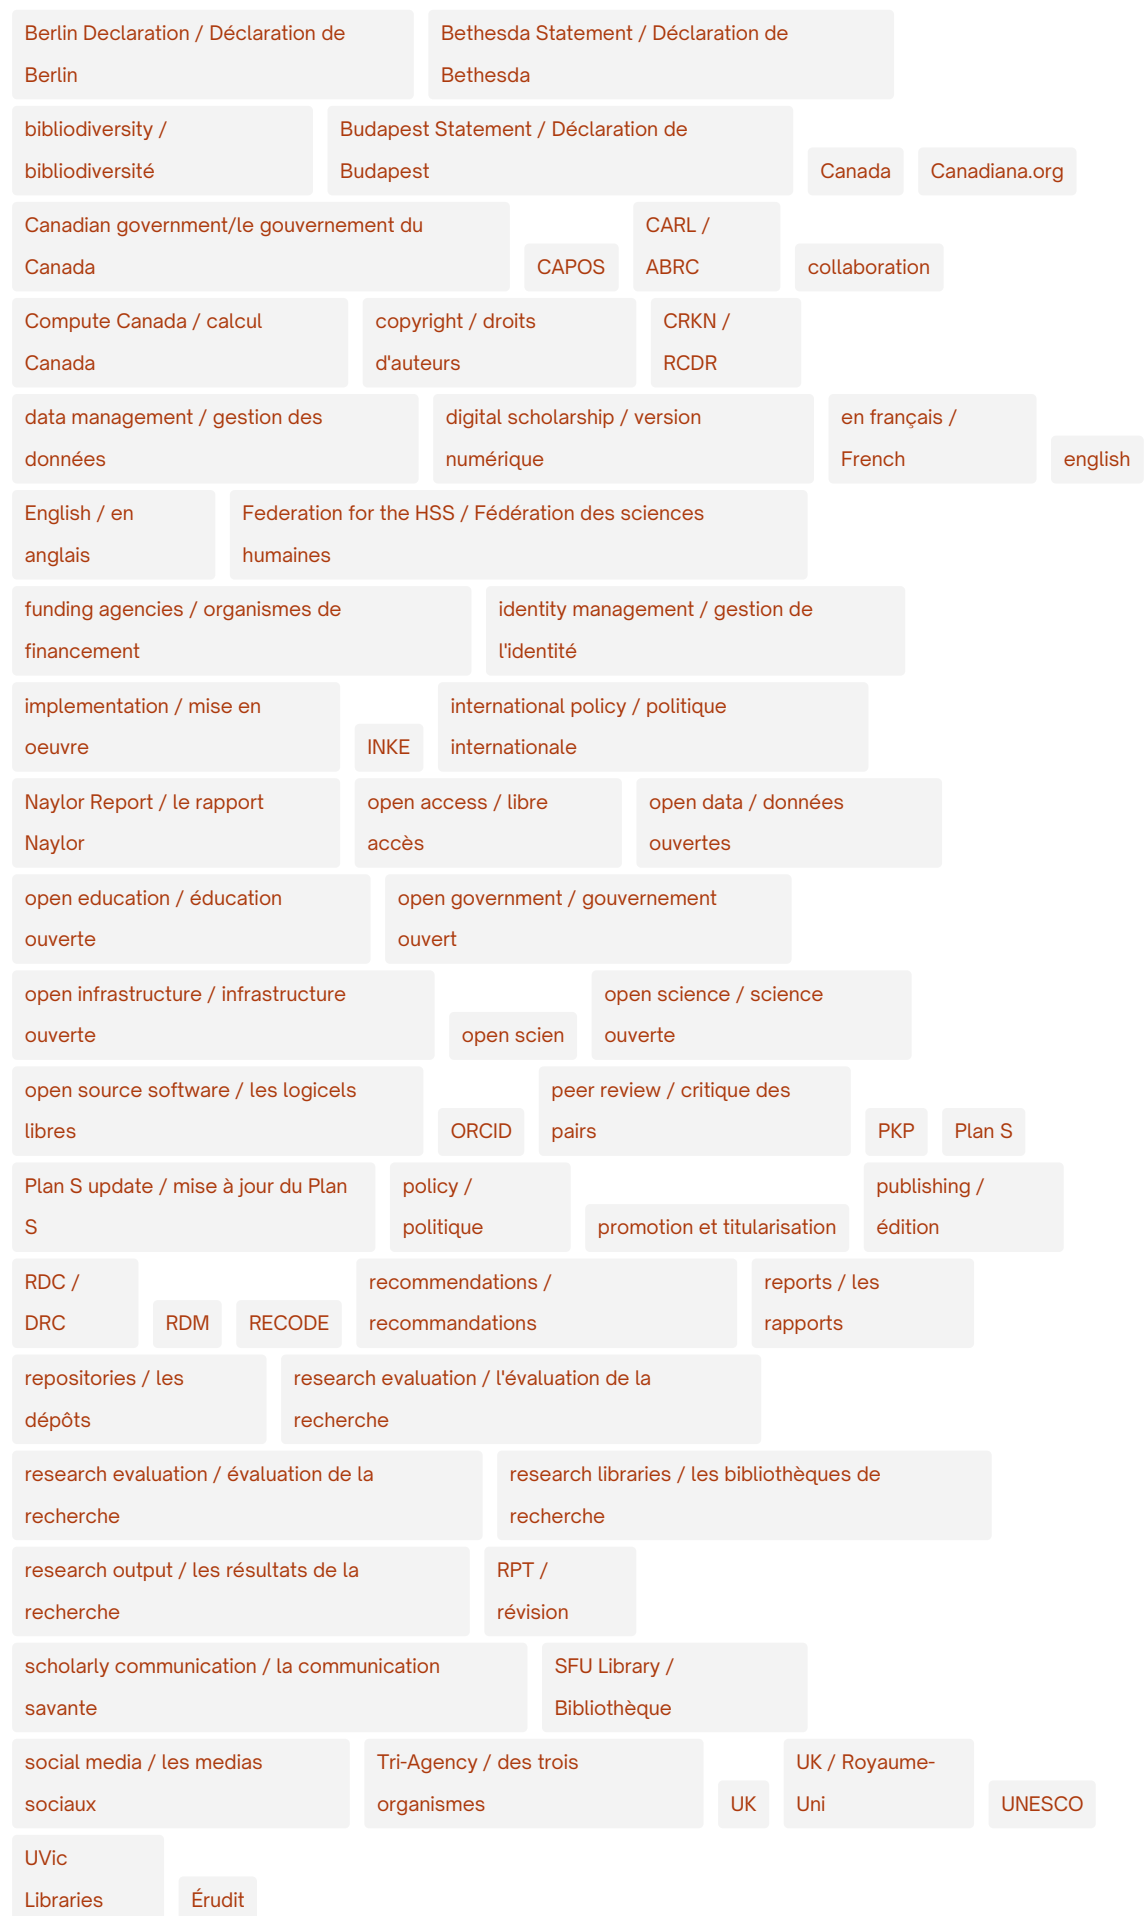 Berlin Declaration / Déclaration de
Berlin
Bethesda Statement / Déclaration de
Bethesda
bibliodiversity /
bibliodiversité
Budapest Statement / Déclaration de
Budapest
Canada
Canadiana.org
Canadian government/le gouvernement du
Canada
CAPOS
CARL /
ABRC
collaboration
Compute Canada / calcul
Canada
copyright / droits
d'auteurs
CRKN /
RCDR
data management / gestion des
données
digital scholarship / version
numérique
en français /
French
english
English / en
anglais
Federation for the HSS / Fédération des sciences
humaines
funding agencies / organismes de
financement
identity management / gestion de
l'identité
implementation / mise en
oeuvre
INKE
international policy / politique
internationale
Naylor Report / le rapport
Naylor
open access / libre
accès
open data / données
ouvertes
open education / éducation
ouverte
open government / gouvernement
ouvert
open infrastructure / infrastructure
ouverte
open scien
open science / science
ouverte
open source software / les logicels
libres
ORCID
peer review / critique des
pairs
PKP
Plan S
Plan S update / mise à jour du Plan
S
policy /
politique
promotion et titularisation
publishing /
édition
RDC /
DRC
RDM
RECODE
recommendations /
recommandations
reports / les
rapports
repositories / les
dépôts
research evaluation / l'évaluation de la
recherche
research evaluation / évaluation de la
recherche
research libraries / les bibliothèques de
recherche
research output / les résultats de la
recherche
RPT /
révision
scholarly communication / la communication
savante
SFU Library /
Bibliothèque
social media / les medias
sociaux
Tri-Agency / des trois
organismes
UK
UK / Royaume-
Uni
UNESCO
UVic
Libraries
Érudit